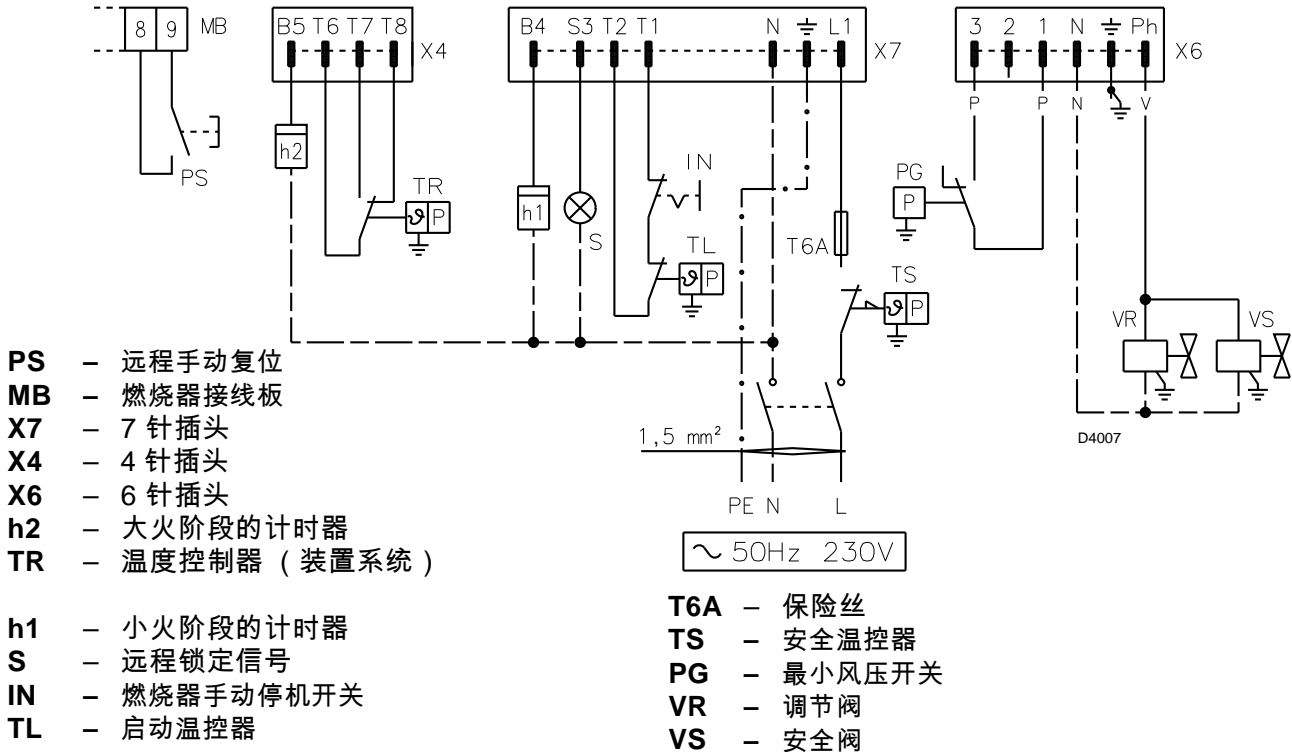 8 9 MB
B5 T6 T7 T8 X4
B4 S3 T2 T1 N L1 X7
3 2 1 N Ph X6
P P N V
h2
PS
TR
ϑ P
h1
S
IN
TL
ϑ P
T6A
TS
ϑ P
PG
P
VR VS
1,5 mm²
PE N L
~ 50Hz 230V
D4007
PS – 远程手动复位
MB – 燃烧器接线板
X7 – 7 针插头
X4 – 4 针插头
X6 – 6 针插头
h2 – 大火阶段的计时器
TR – 温度控制器 （装置系统）
h1 – 小火阶段的计时器
S – 远程锁定信号
IN – 燃烧器手动停机开关
TL – 启动温控器
T6A – 保险丝
TS – 安全温控器
PG – 最小风压开关
VR – 调节阀
VS – 安全阀